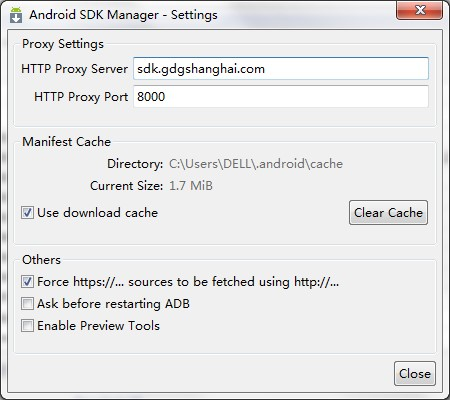 Android SDK Manager - Settings
Proxy Settings
HTTP Proxy Server sdk.gdgshanghai.com
HTTP Proxy Port 8000
Manifest Cache
Directory: C:\Users\DELL\.android\cache
Current Size: 1.7 MiB
Use download cache Clear Cache
Others
Force https://... sources to be fetched using http://...
Ask before restarting ADB
Enable Preview Tools
Close